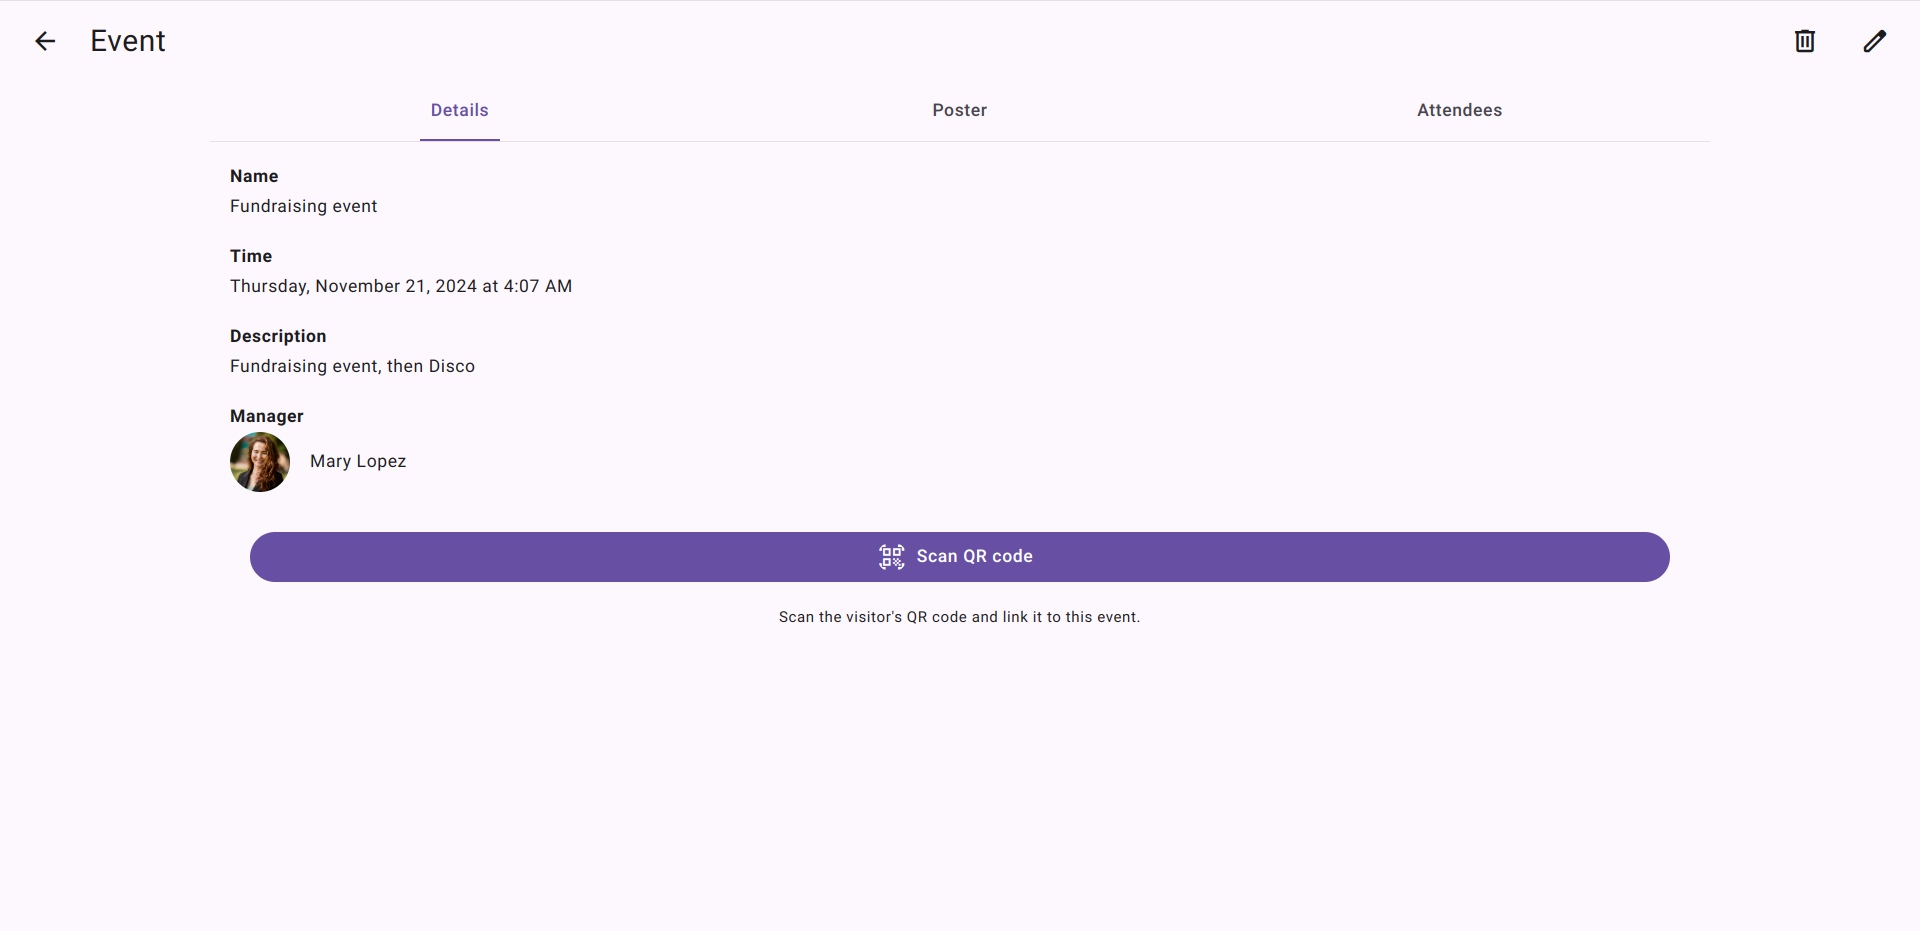 Event
Details
Poster
Attendees
Name
Fundraising event
Time
Thursday, November 21, 2024 at 4:07 AM
Description
Fundraising event, then Disco
Manager
Mary Lopez
Scan QR code
Scan the visitor's QR code and link it to this event.